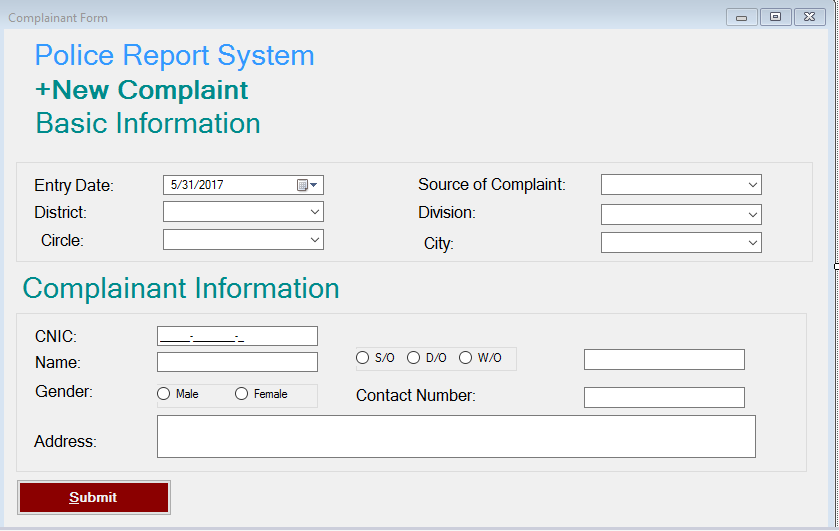 Complainant Form
Police Report System
+New Complaint
Basic Information
Entry Date: 5/31/2017 Source of Complaint:
District: Division:
Circle: City:
Complainant Information
CNIC: _____-_______-_
Name: S/O D/O W/O
Gender: Male Female Contact Number:
Address:
Submit